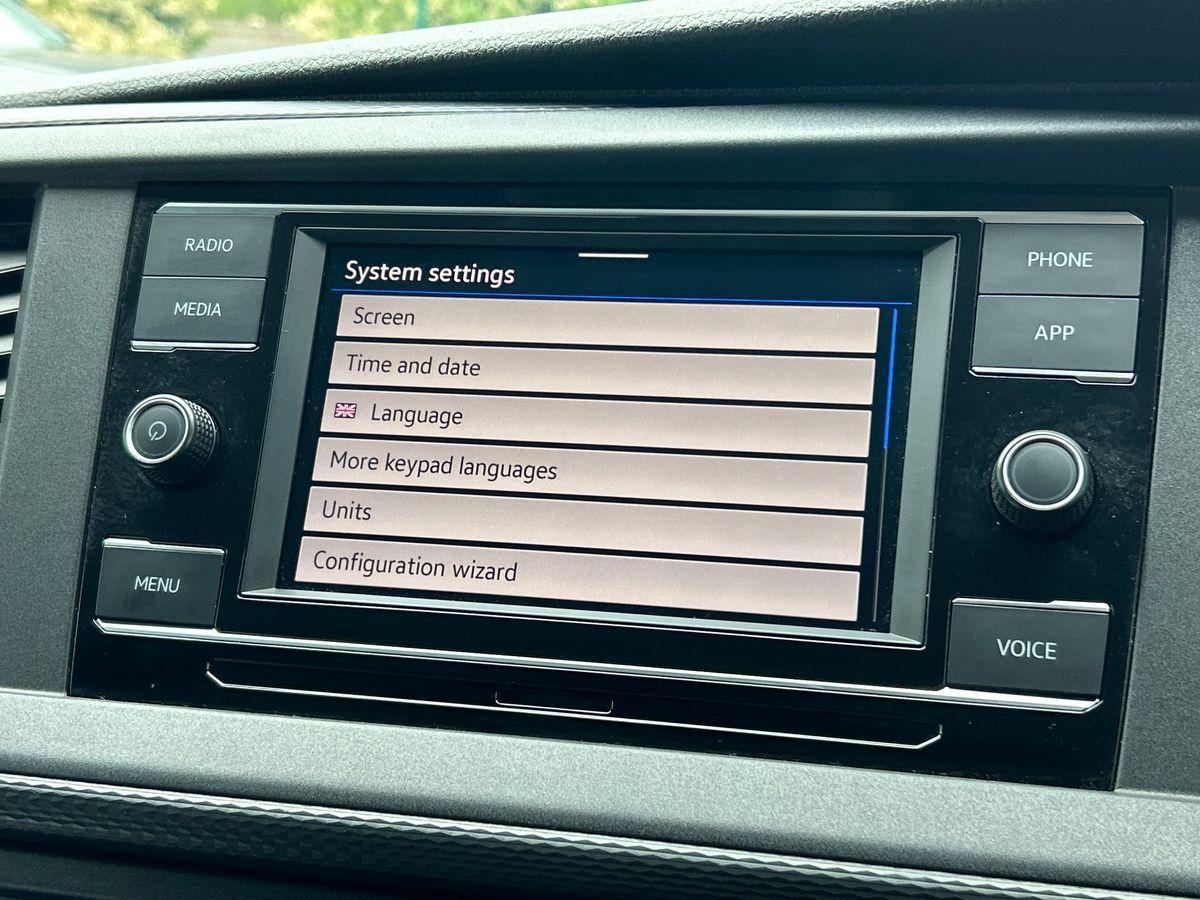 RADIO
MEDIA
MENU
System settings
Screen
Time and date
Language
More keypad languages
Units
Configuration wizard
PHONE
APP
VOICE